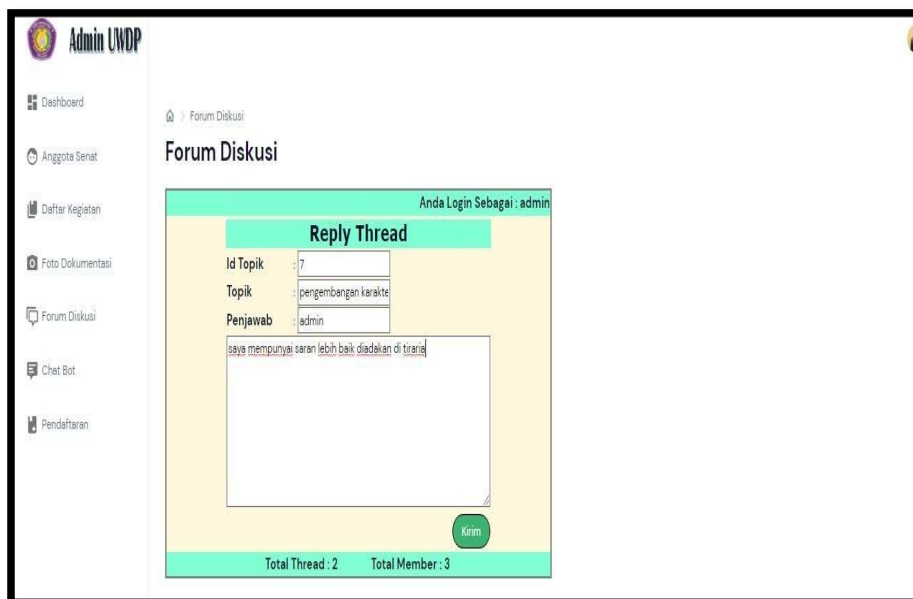 Admin UWDP
Dashboard
Anggota Senat
Daftar Kegiatan
Foto Dokumentasi
Forum Diskusi
Chat Bot
Pendaftaran
> Forum Diskusi
Forum Diskusi
Anda Login Sebagai : admin
Reply Thread
Id Topik : 7
Topik : pengembangan karakte
Penjawab : admin
saya mempunyai saran lebih baik diadakan di tiraria
Kirim
Total Thread : 2 Total Member : 3